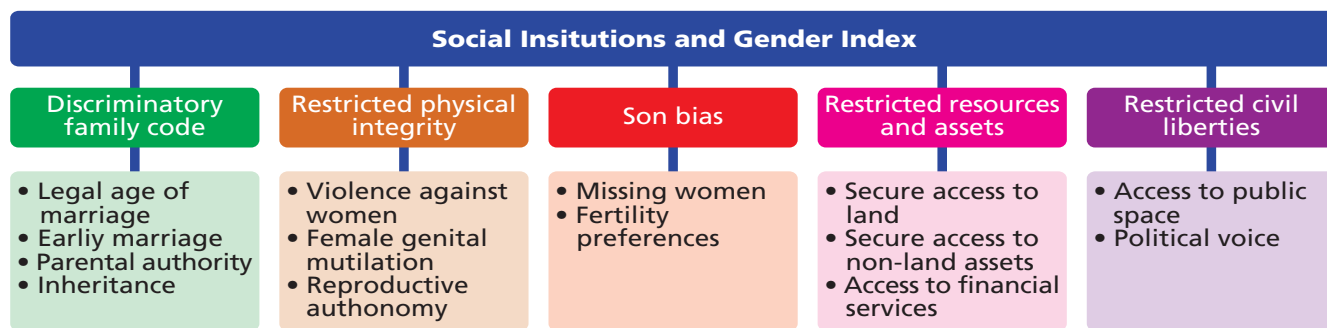 Social Insitutions and Gender Index
Discriminatory
family code
• Legal age of
marriage
• Earliy marriage
• Parental authority
• Inheritance
Restricted physical
integrity
• Violence against
women
• Female genital
mutilation
• Reproductive
authonomy
Son bias
• Missing women
• Fertility
preferences
Restricted resources
and assets
• Secure access to
land
• Secure access to
non-land assets
• Access to financial
services
Restricted civil
liberties
• Access to public
space
• Political voice